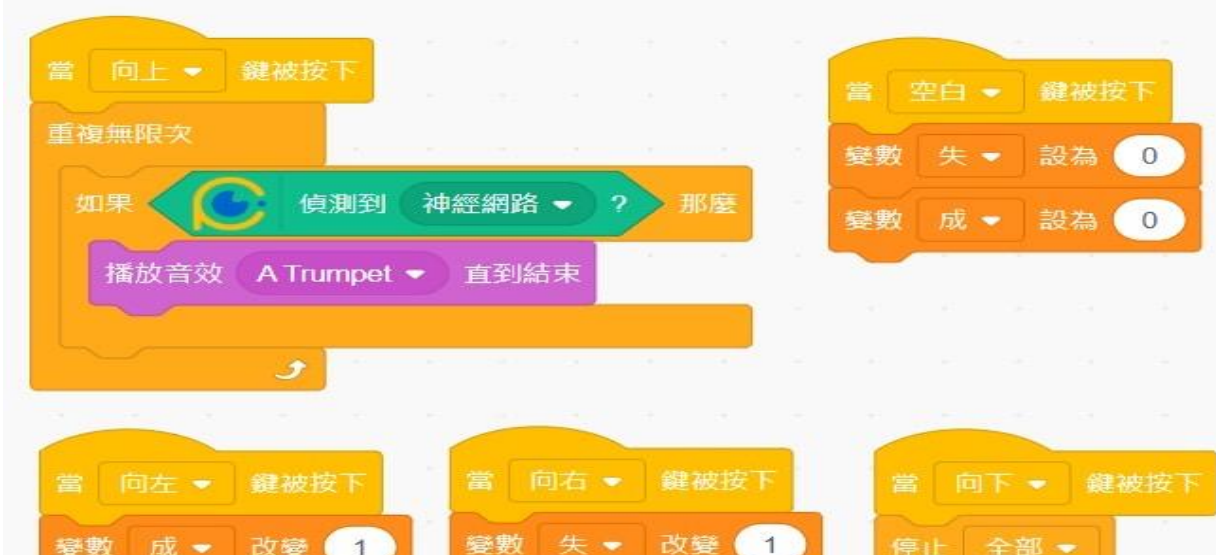 當 向上 鍵被按下
重複無限次
如果 偵測到 神經網路 ? 那麼
播放音效 A Trumpet 直到結束
當 空白 鍵被按下
變數 失 設為 0
變數 成 設為 0
當 向左 鍵被按下
變數 成 改變 1
當 向右 鍵被按下
變數 失 改變 1
當 向下 鍵被按下
停止 全部